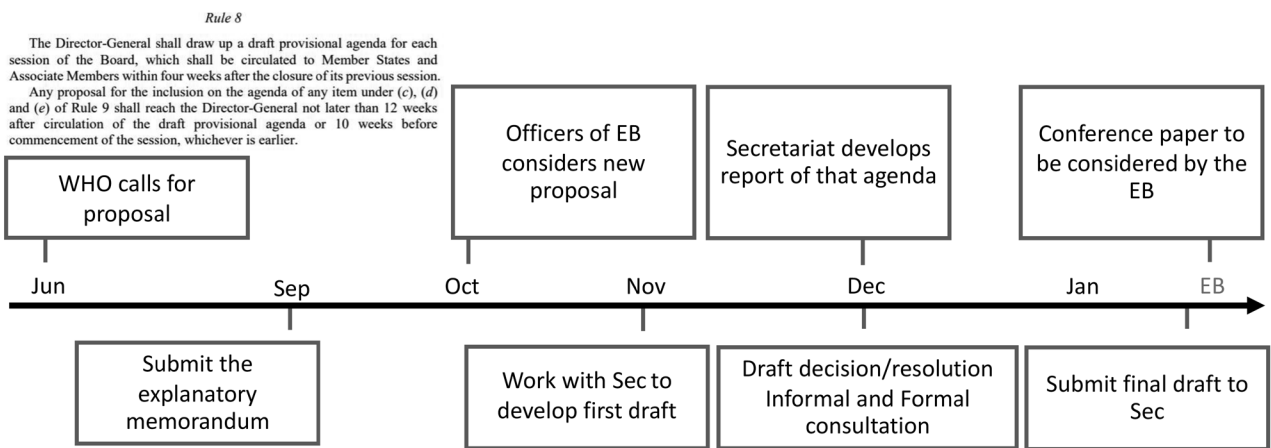 Rule 8
The Director-General shall draw up a draft provisional agenda for each
session of the Board, which shall be circulated to Member States and
Associate Members within four weeks after the closure of its previous session.
Any proposal for the inclusion on the agenda of any item under (c), (d)
and (e) of Rule 9 shall reach the Director-General not later than 12 weeks
after circulation of the draft provisional agenda or 10 weeks before
commencement of the session, whichever is earlier.
WHO calls for
proposal
Officers of EB
considers new
proposal
Secretariat develops
report of that agenda
Conference paper to
be considered by the
EB
Jun
Sep
Oct
Nov
Dec
Jan
EB
Submit the
explanatory
memorandum
Work with Sec to
develop first draft
Draft decision/resolution
Informal and Formal
consultation
Submit final draft to
Sec